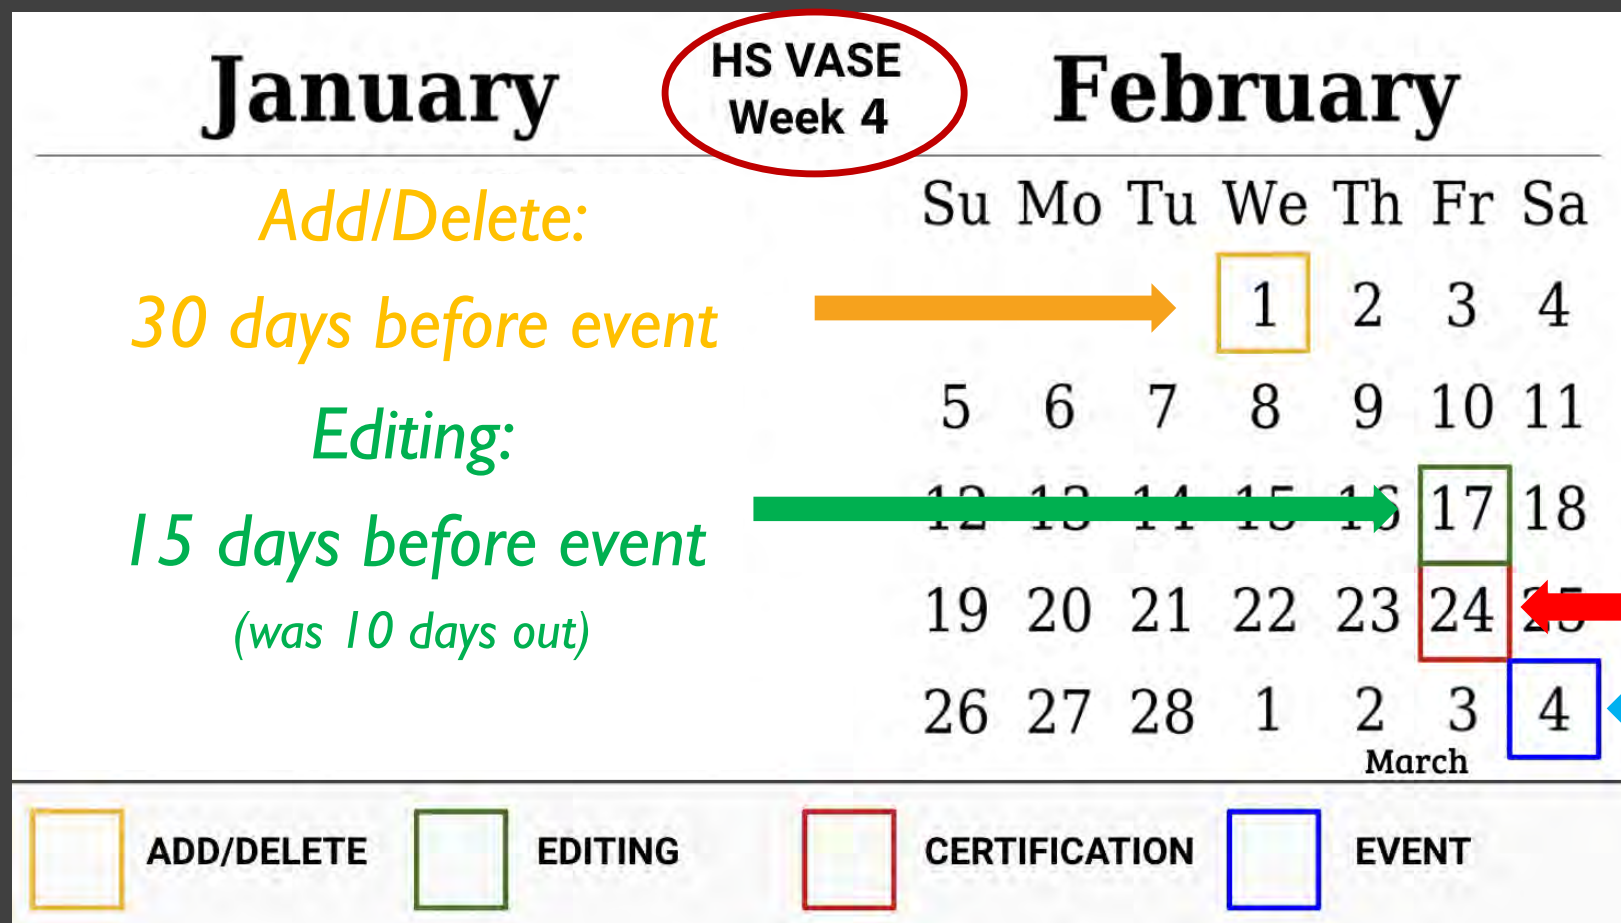 January
HS VASE
Week 4
February
Add/Delete:
30 days before event
Editing:
15 days before event
(was 10 days out)
Su Mo Tu We Th Fr Sa
1 2 3 4
5 6 7 8 9 10 11
12 13 14 15 16 17 18
19 20 21 22 23 24 25
26 27 28 1 2 3 4
March
ADD/DELETE EDITING CERTIFICATION EVENT